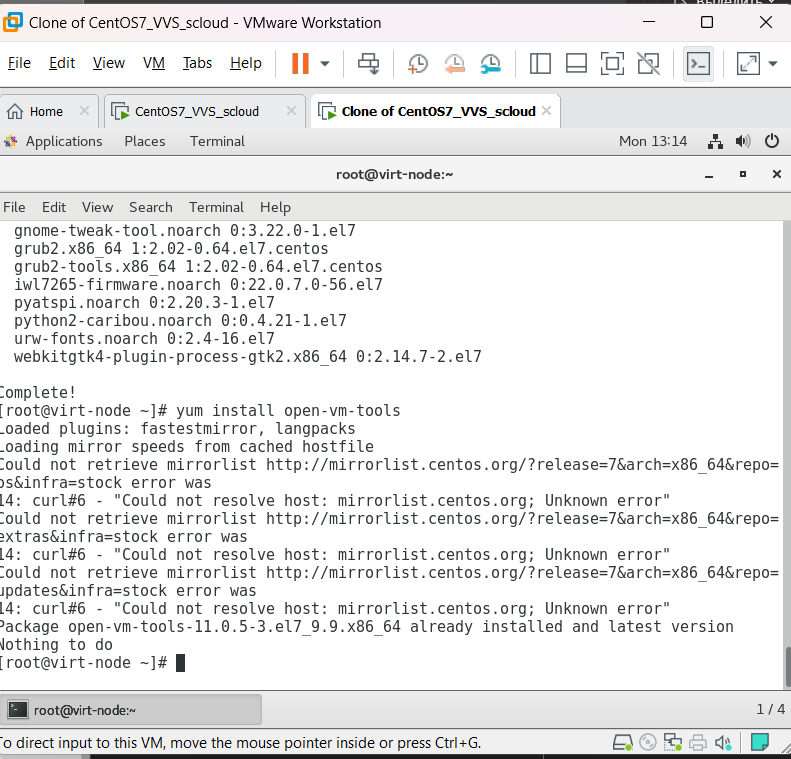 Выделить
Clone of CentOS7_VVS_scloud - VMware Workstation
File Edit View VM Tabs Help
Home CentOS7_VVS_scloud Clone of CentOS7_VVS_scloud
Applications Places Terminal Mon 13:14
root@virt-node:~
File Edit View Search Terminal Help
gnome-tweak-tool.noarch 0:3.22.0-1.el7
grub2.x86_64 1:2.02-0.64.el7.centos
grub2-tools.x86_64 1:2.02-0.64.el7.centos
iwl7265-firmware.noarch 0:22.0.7.0-56.el7
pyatspi.noarch 0:2.20.3-1.el7
python2-caribou.noarch 0:0.4.21-1.el7
urw-fonts.noarch 0:2.4-16.el7
webkitgtk4-plugin-process-gtk2.x86_64 0:2.14.7-2.el7
Complete!
[root@virt-node ~]# yum install open-vm-tools
Loaded plugins: fastestmirror, langpacks
Loading mirror speeds from cached hostfile
Could not retrieve mirrorlist http://mirrorlist.centos.org/?release=7&arch=x86_64&repo=
os&infra=stock error was
14: curl#6 - "Could not resolve host: mirrorlist.centos.org; Unknown error"
Could not retrieve mirrorlist http://mirrorlist.centos.org/?release=7&arch=x86_64&repo=
extras&infra=stock error was
14: curl#6 - "Could not resolve host: mirrorlist.centos.org; Unknown error"
Could not retrieve mirrorlist http://mirrorlist.centos.org/?release=7&arch=x86_64&repo=
updates&infra=stock error was
14: curl#6 - "Could not resolve host: mirrorlist.centos.org; Unknown error"
Package open-vm-tools-11.0.5-3.el7_9.9.x86_64 already installed and latest version
Nothing to do
[root@virt-node ~]#
root@virt-node:~ 1 / 4
To direct input to this VM, move the mouse pointer inside or press Ctrl+G.